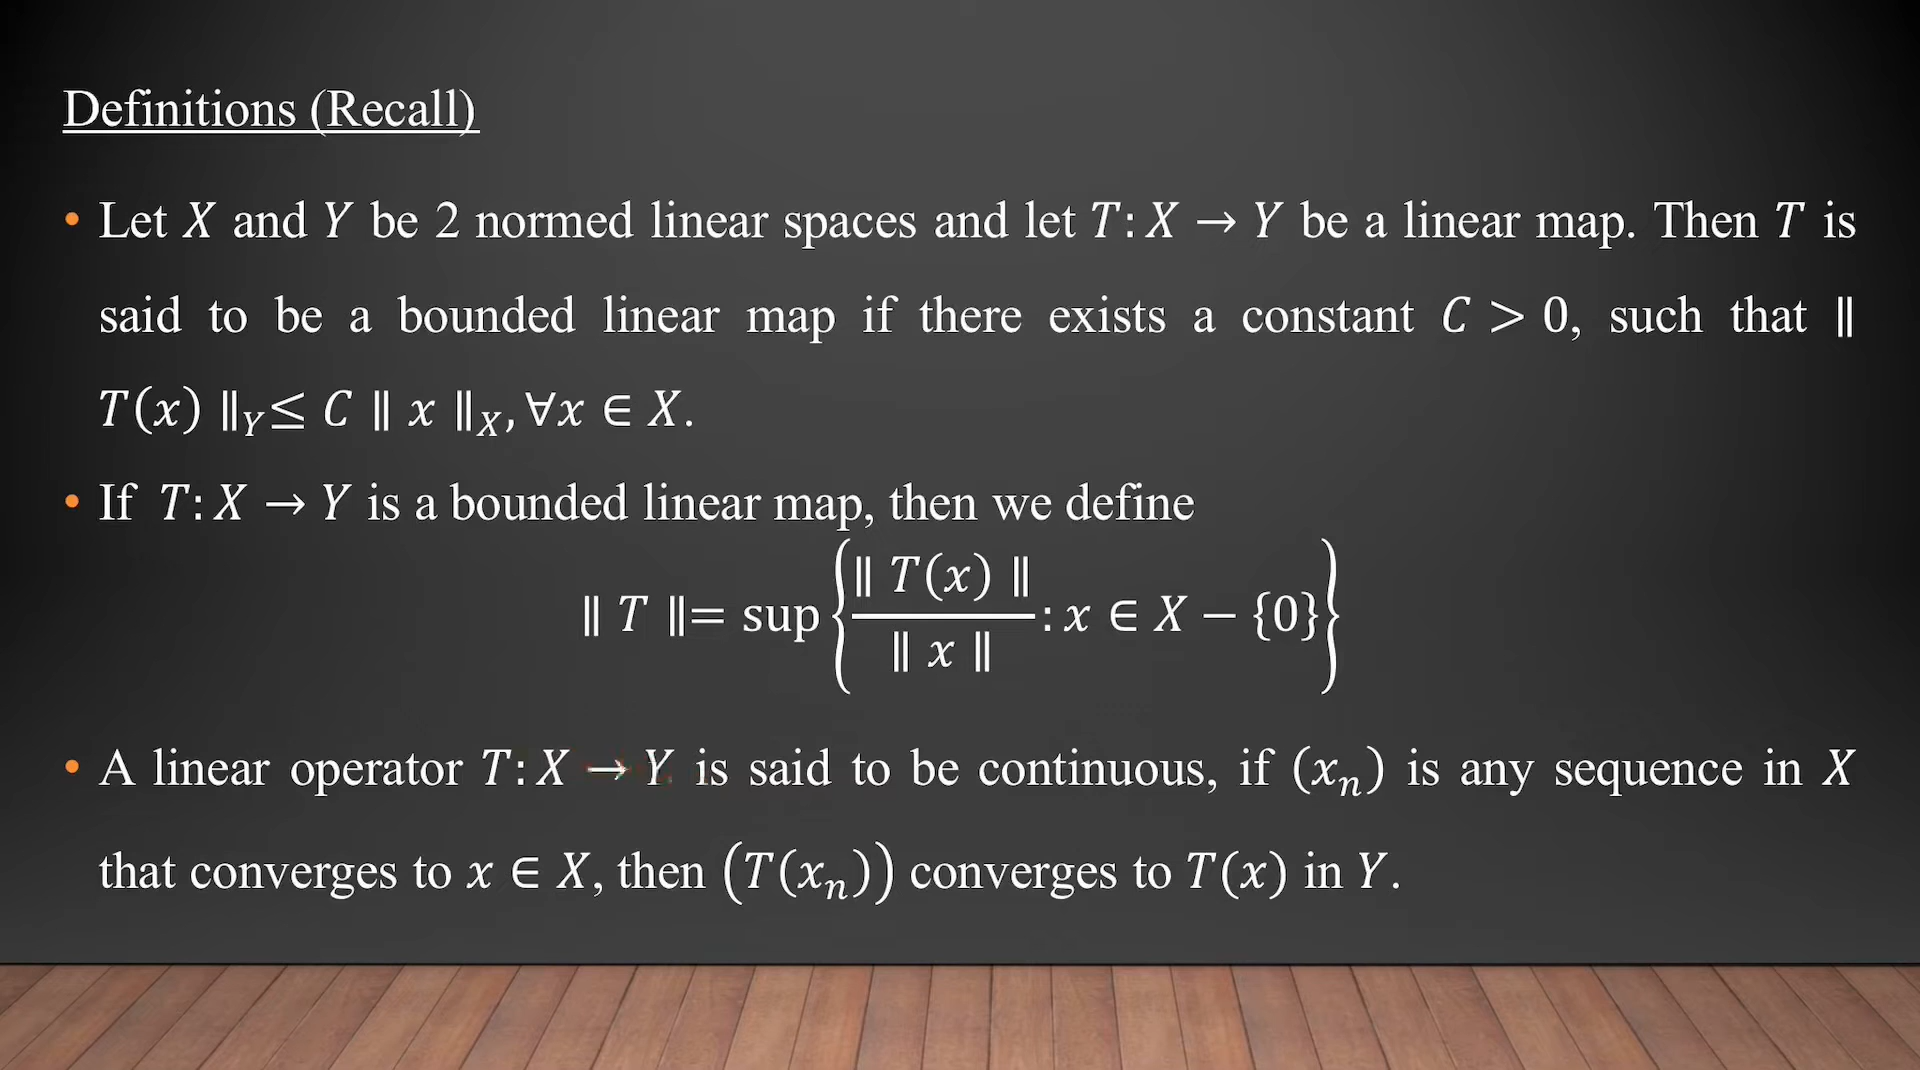 Definitions (Recall)
• Let X and Y be 2 normed linear spaces and let T: X → Y be a linear map. Then T is
said to be a bounded linear map if there exists a constant C > 0, such that ∥
T(x) ∥_Y ≤ C ∥ x ∥_X, ∀x ∈ X.
• If T: X → Y is a bounded linear map, then we define
∥ T ∥= sup {∥ T(x) ∥ / ∥ x ∥ : x ∈ X − {0}}
• A linear operator T: X → Y is said to be continuous, if (x_n) is any sequence in X
that converges to x ∈ X, then (T(x_n)) converges to T(x) in Y.